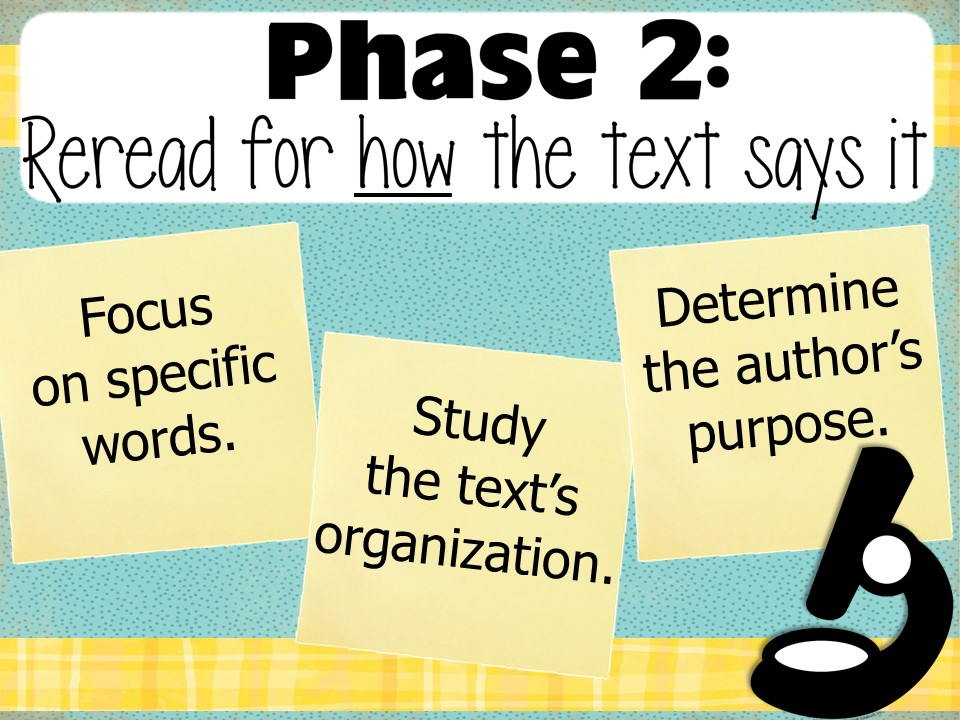 Phase 2:
Reread for how the text says it
Focus
on specific
words.
Study
the text’s
organization.
Determine
the author’s
purpose.